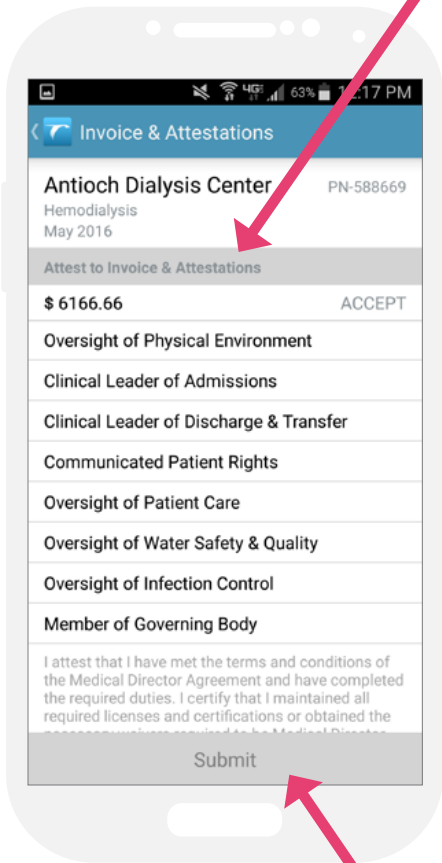 4G 63% 12:17 PM
Invoice & Attestations
Antioch Dialysis Center PN-588669
Hemodialysis
May 2016
Attest to Invoice & Attestations
$ 6166.66 ACCEPT
Oversight of Physical Environment
Clinical Leader of Admissions
Clinical Leader of Discharge & Transfer
Communicated Patient Rights
Oversight of Patient Care
Oversight of Water Safety & Quality
Oversight of Infection Control
Member of Governing Body
I attest that I have met the terms and conditions of
the Medical Director Agreement and have completed
the required duties. I certify that I maintained all
required licenses and certifications or obtained the
Submit